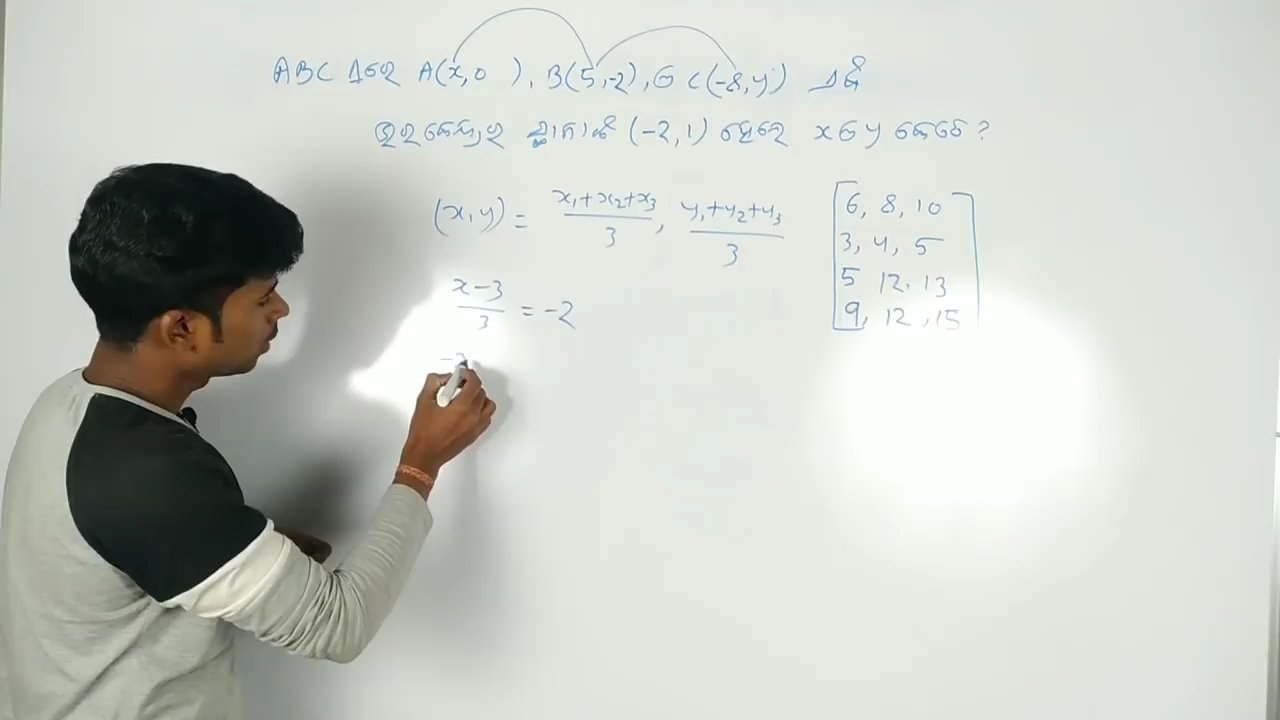 ABC Δରେ A(x,0 ), B(5,-2), ଓ C(-8,y) ଏବଂ
ଭରକେନ୍ଦ୍ରର ସ୍ଥାନାଙ୍କ (-2,1) ହେଲେ x ଓ y କେତେ?
(x,y) = x₁+x₂+x₃/3, y₁+y₂+y₃/3
x-3/3 = -2
6, 8, 10
3, 4, 5
5 12, 13
9, 12, 15